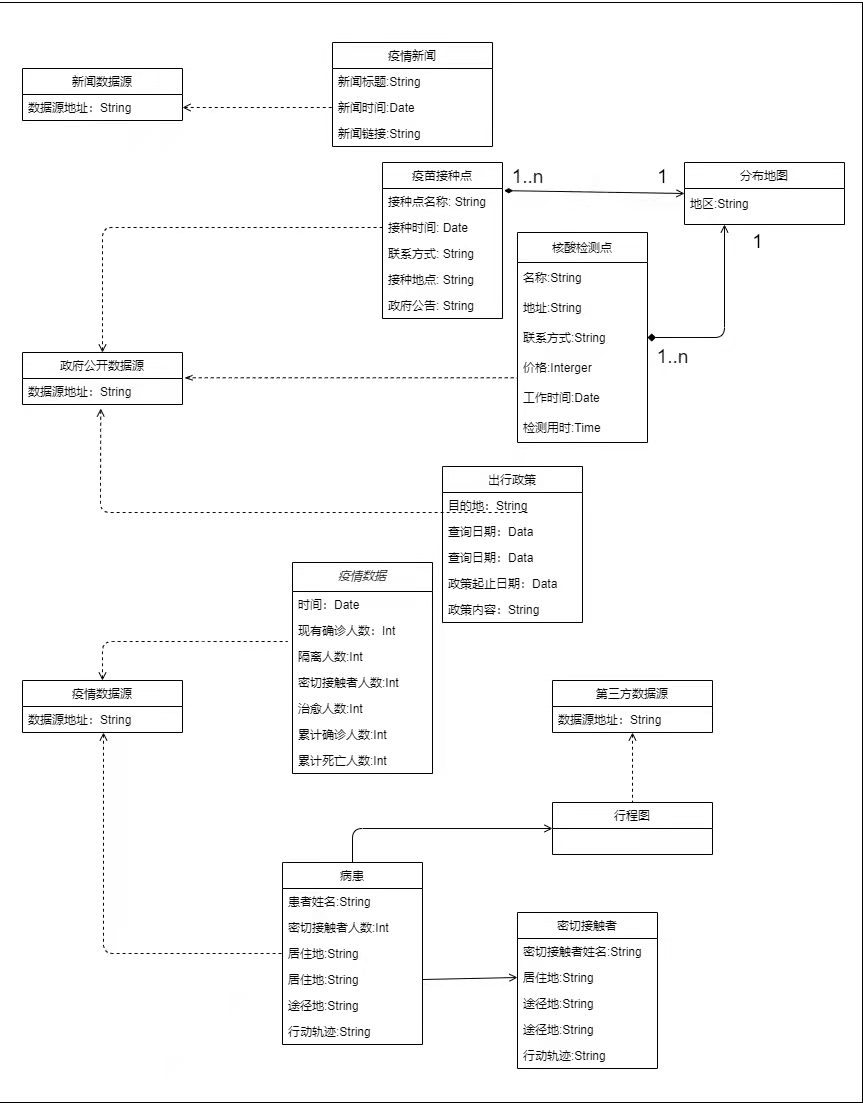 疫情新闻
新闻标题:String
新闻时间:Date
新闻链接:String
新闻数据源
数据源地址：String
疫苗接种点
接种点名称: String
接种时间: Date
联系方式: String
接种地点: String
政府公告: String
1..n
1
分布地图
地区:String
1
核酸检测点
名称:String
地址:String
联系方式:String
价格:Interger
工作时间:Date
检测用时:Time
1..n
政府公开数据源
数据源地址：String
出行政策
目的地：String
查询日期：Data
查询日期：Data
政策起止日期：Data
政策内容：String
疫情数据
时间：Date
现有确诊人数：Int
隔离人数:Int
密切接触者人数:Int
治愈人数:Int
累计确诊人数:Int
累计死亡人数:Int
疫情数据源
数据源地址：String
第三方数据源
数据源地址：String
行程图
病患
患者姓名:String
密切接触者人数:Int
居住地:String
居住地:String
途径地:String
行动轨迹:String
密切接触者
密切接触者姓名:String
居住地:String
途径地:String
途径地:String
行动轨迹:String